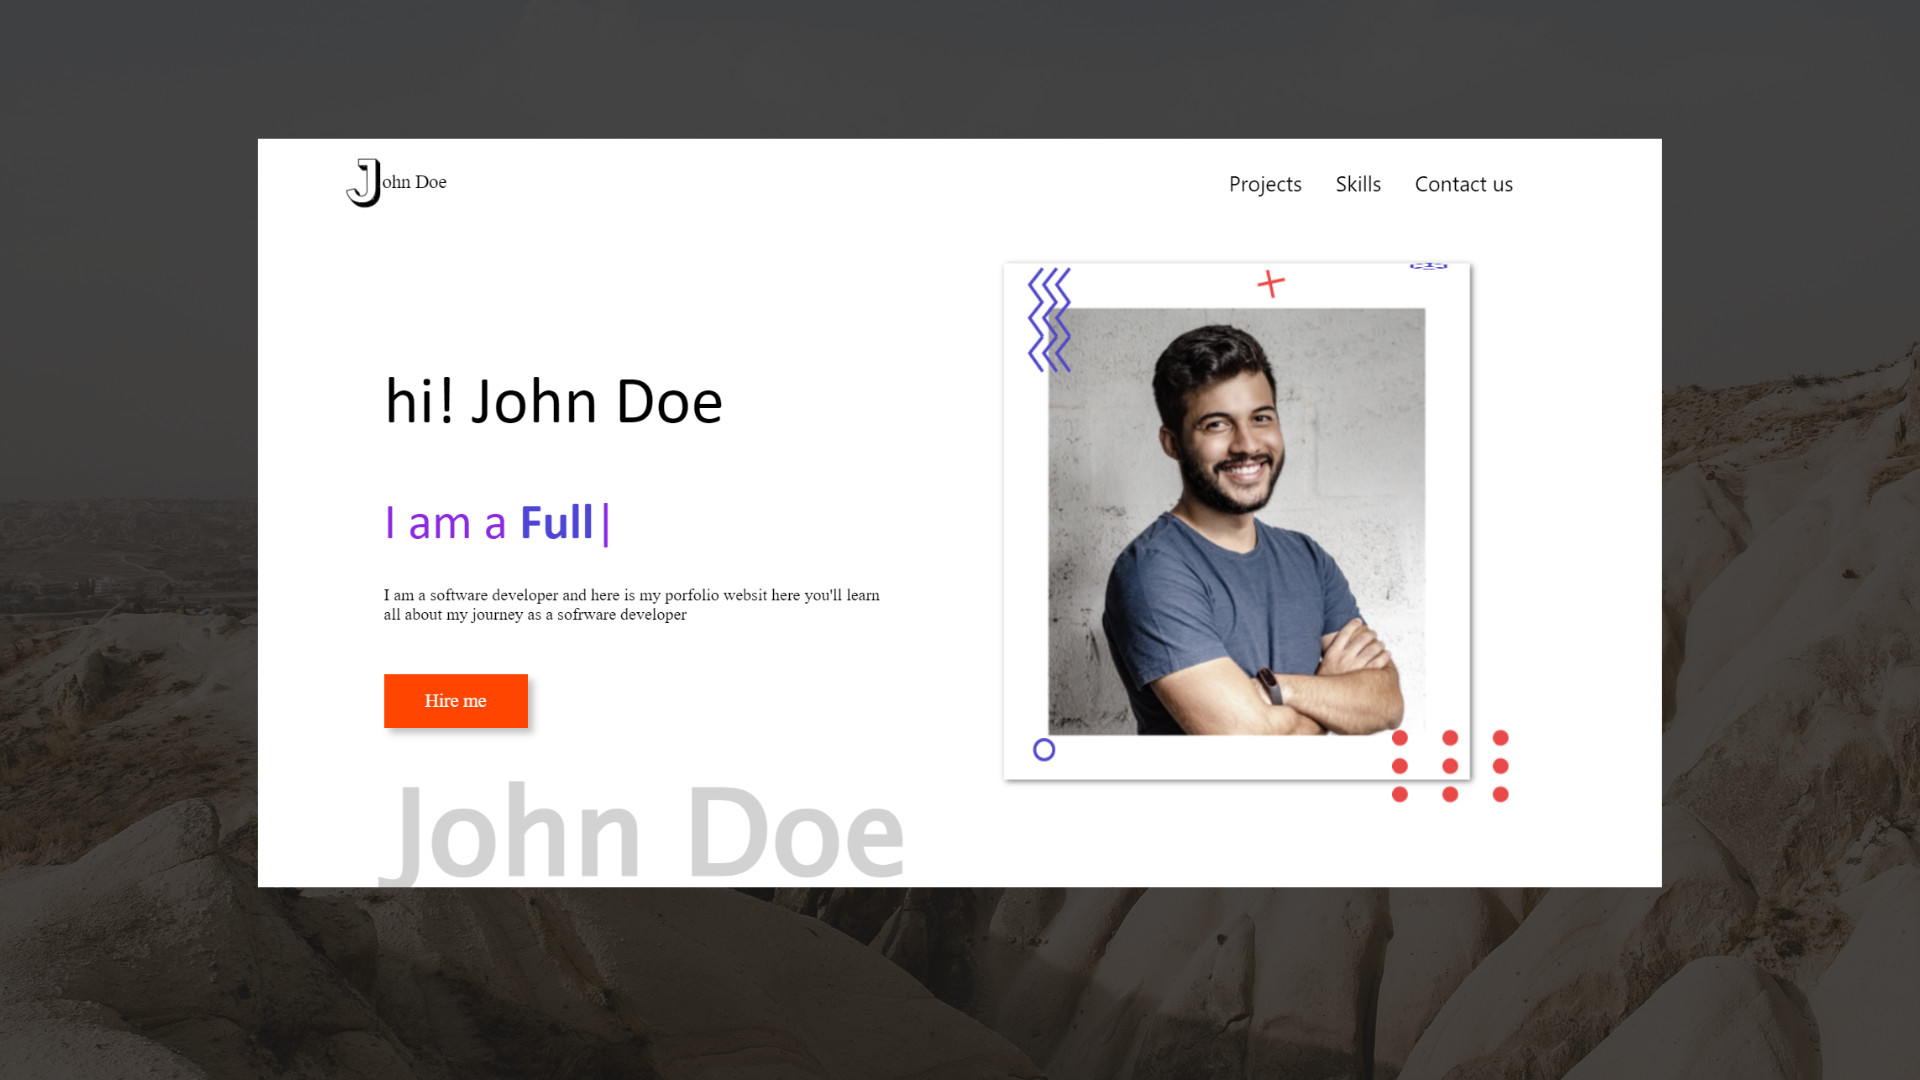 John Doe
Projects Skills Contact us
hi! John Doe
I am a Full|
I am a software developer and here is my porfolio websit here you'll learn
all about my journey as a sofrware developer
Hire me
John Doe